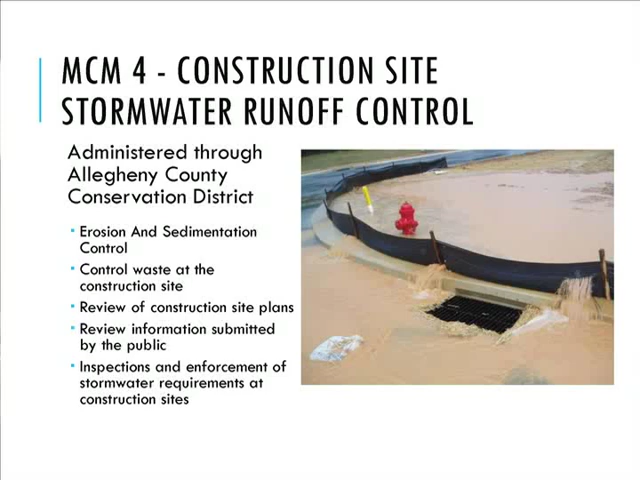 MCM 4 - CONSTRUCTION SITE
STORMWATER RUNOFF CONTROL
Administered through
Allegheny County
Conservation District
Erosion And Sedimentation
Control
Control waste at the
construction site
Review of construction site plans
Review information submitted
by the public
Inspections and enforcement of
stormwater requirements at
construction sites